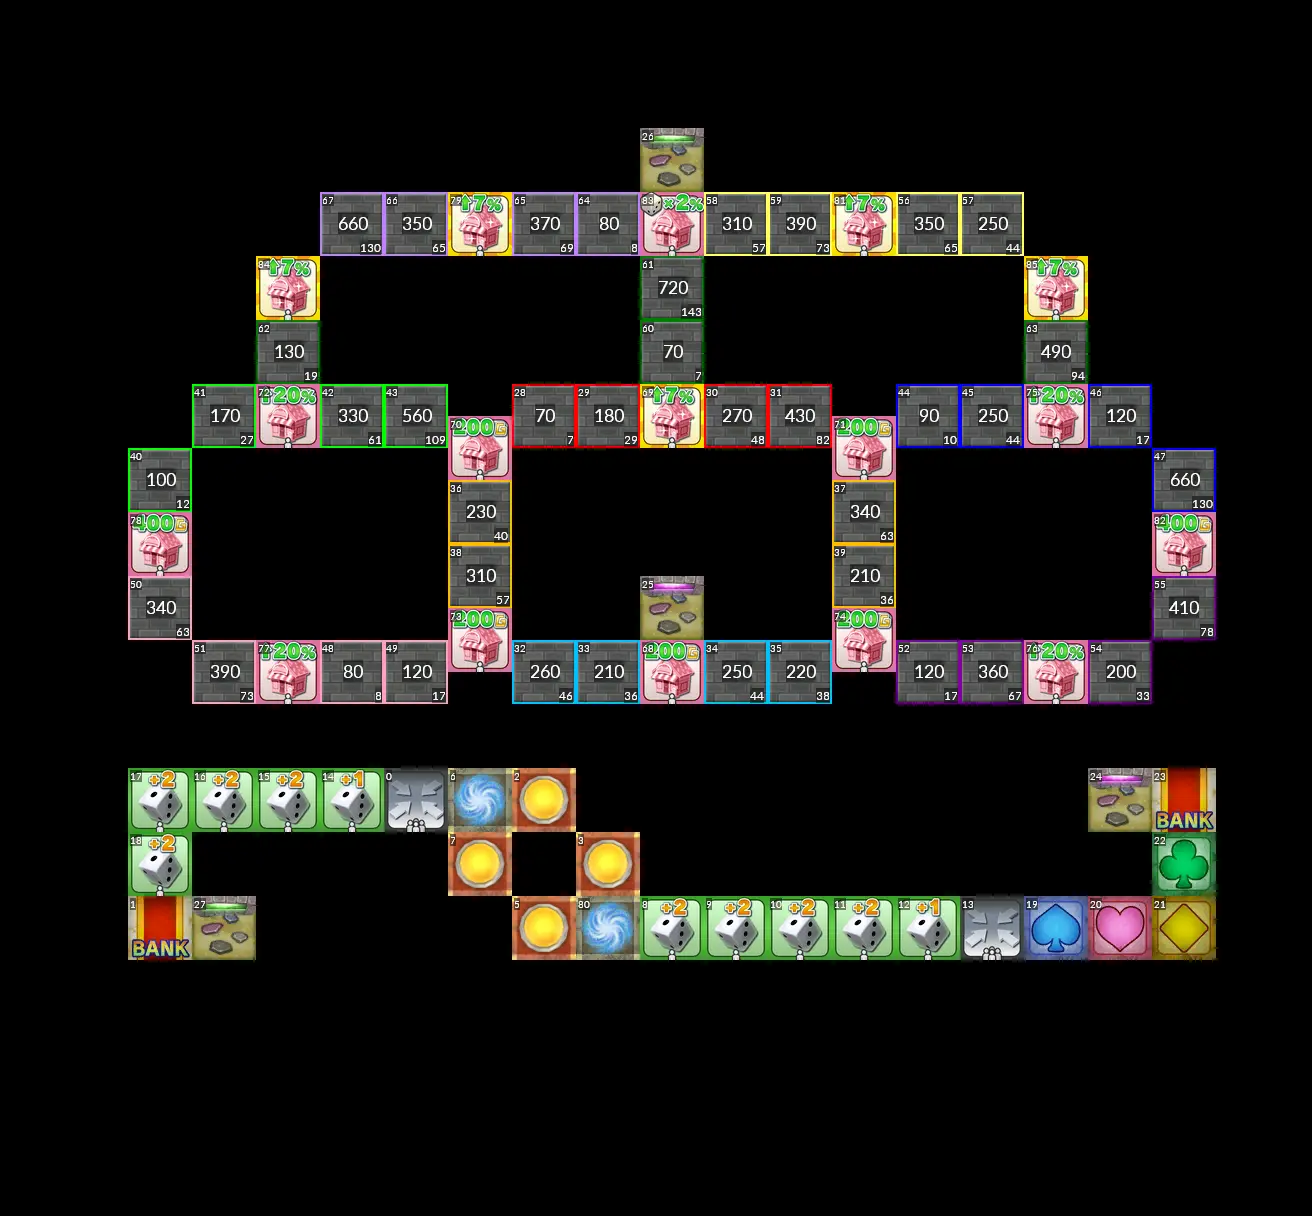 26
67 660 130 66 350 65 79 ↑7% 65 370 69 64 80 8 83 ×2% 58 310 57 59 390 73 81 ↑7% 56 350 65 57 250 44
84 ↑7% 61 720 143 85 ↑7%
62 130 19 60 70 7 63 490 94
41 170 27 72 ↑20% 42 330 61 43 560 109 28 70 7 29 180 29 69 ↑7% 30 270 48 31 430 82 44 90 10 45 250 44 75 ↑20% 46 120 17
70 200G 71 200G
40 100 12 47 660 130
36 230 40 37 340 63
78 400G 82 400G
38 310 57 39 210 36
50 340 63 25 55 410 78
73 200G 74 200G
51 390 73 77 ↑20% 48 80 8 49 120 17 32 260 46 33 210 36 68 200G 34 250 44 35 220 38 52 120 17 53 360 67 76 ↑20% 54 200 33
17 +2 16 +2 15 +2 14 +1 0 6 2 24 23 BANK
18 +2 7 3 22
1 BANK 27 5 80 8 +2 9 +2 10 +2 11 +2 12 +1 13 19 20 21